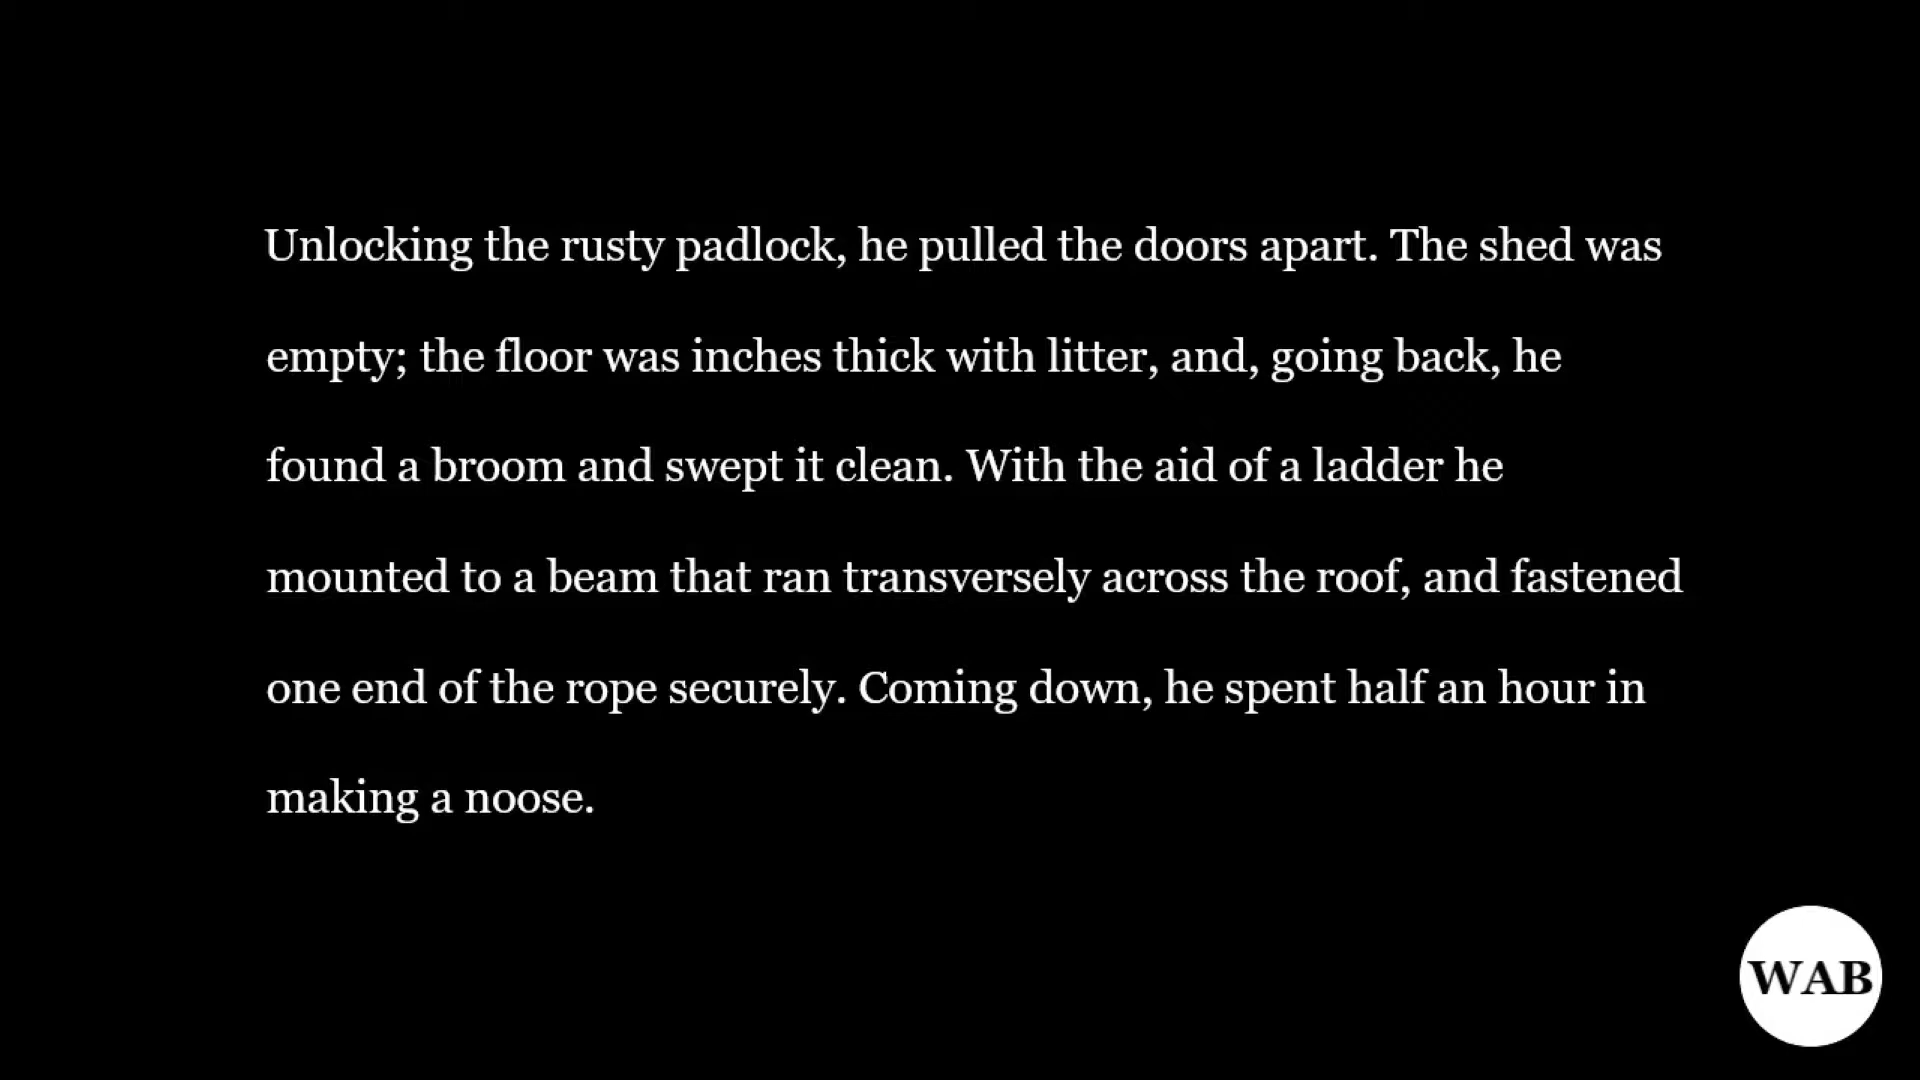 Unlocking the rusty padlock, he pulled the doors apart. The shed was
empty; the floor was inches thick with litter, and, going back, he
found a broom and swept it clean. With the aid of a ladder he
mounted to a beam that ran transversely across the roof, and fastened
one end of the rope securely. Coming down, he spent half an hour in
making a noose.
WAB